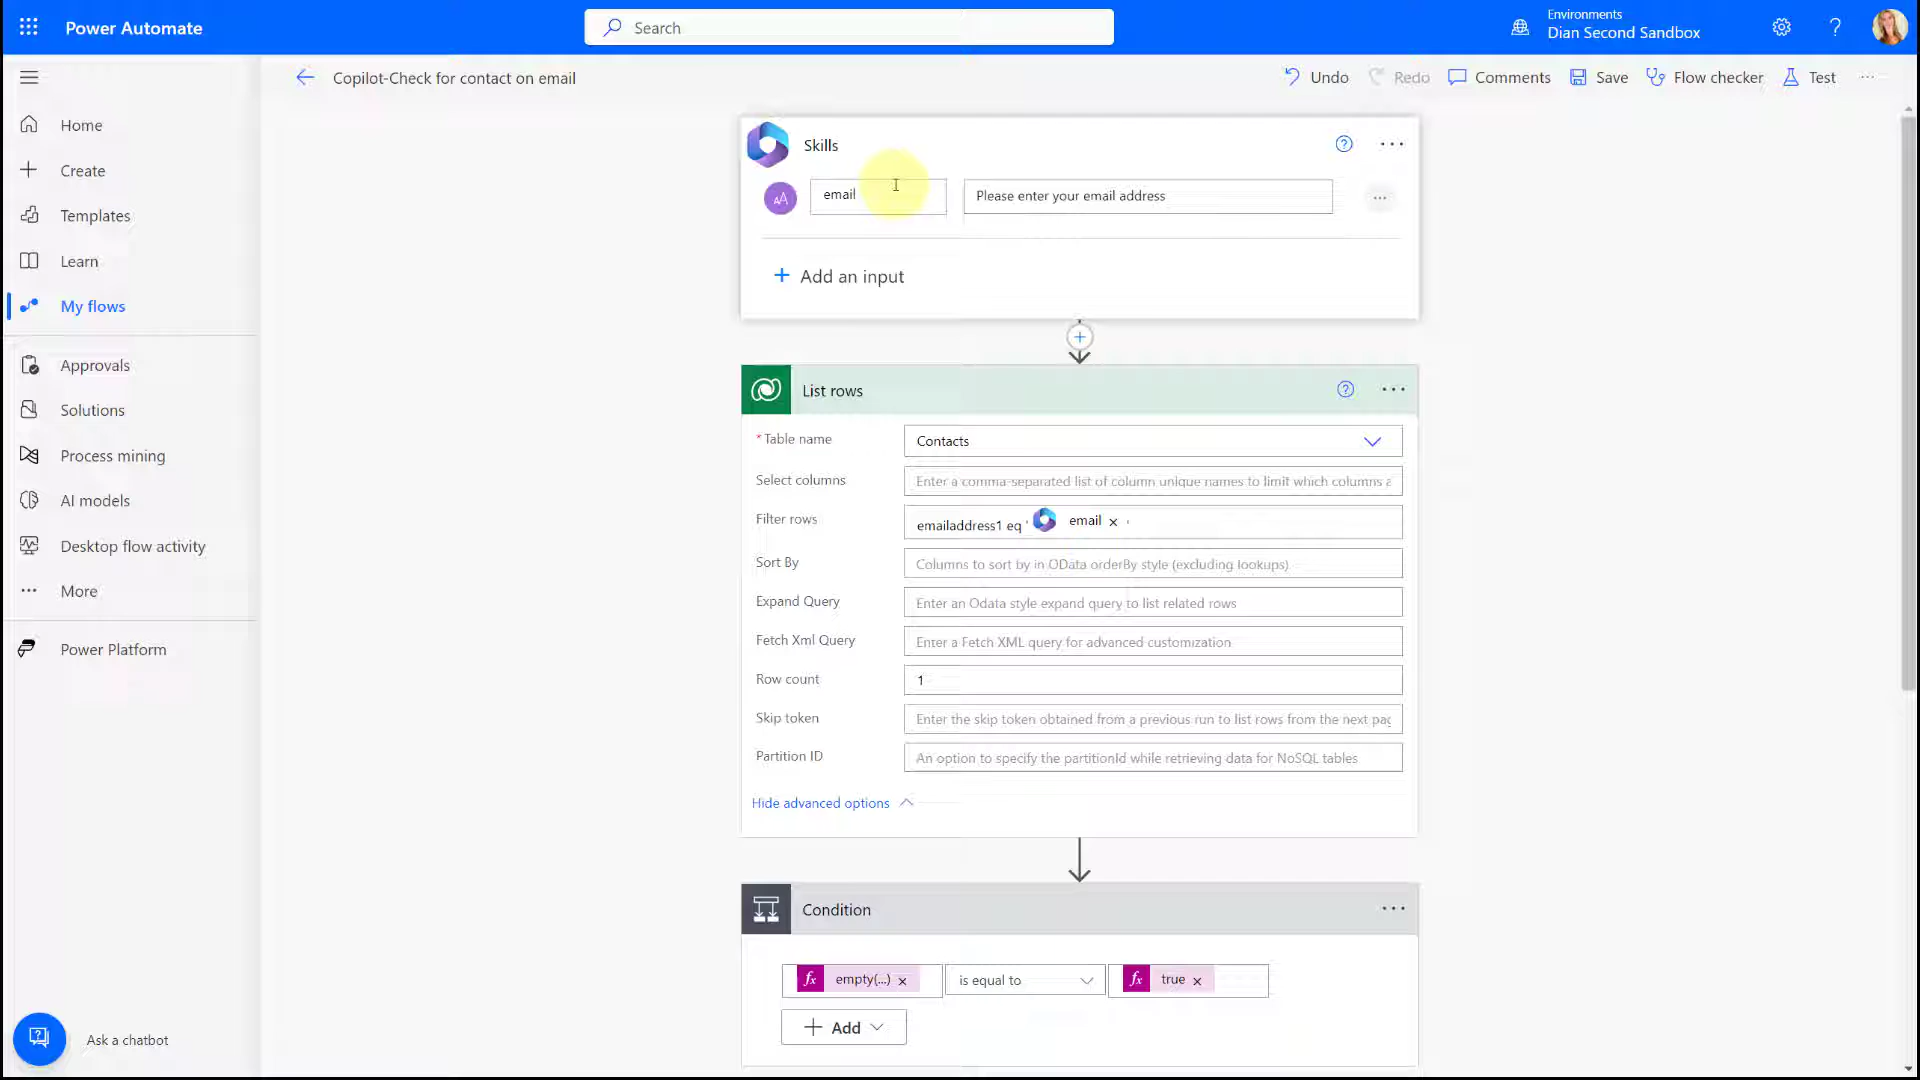 Power Automate
Search
Environments
Dian Second Sandbox
?
Copilot-Check for contact on email
Undo
Redo
Comments
Save
Flow checker
Test
...
Home
Create
Templates
Learn
My flows
Approvals
Solutions
Process mining
AI models
Desktop flow activity
More
Power Platform
Ask a chatbot
Skills
email
Please enter your email address
+ Add an input
List rows
* Table name
Contacts
Select columns
Enter a comma-separated list of column unique names to limit which columns a
Filter rows
emailaddress1 eq ' email × '
Sort By
Columns to sort by in OData orderBy style (excluding lookups)
Expand Query
Enter an Odata style expand query to list related rows
Fetch Xml Query
Enter a Fetch XML query for advanced customization
Row count
1
Skip token
Enter the skip token obtained from a previous run to list rows from the next pag
Partition ID
An option to specify the partitionId while retrieving data for NoSQL tables
Hide advanced options
Condition
fx empty(...) ×
is equal to
fx true ×
+ Add